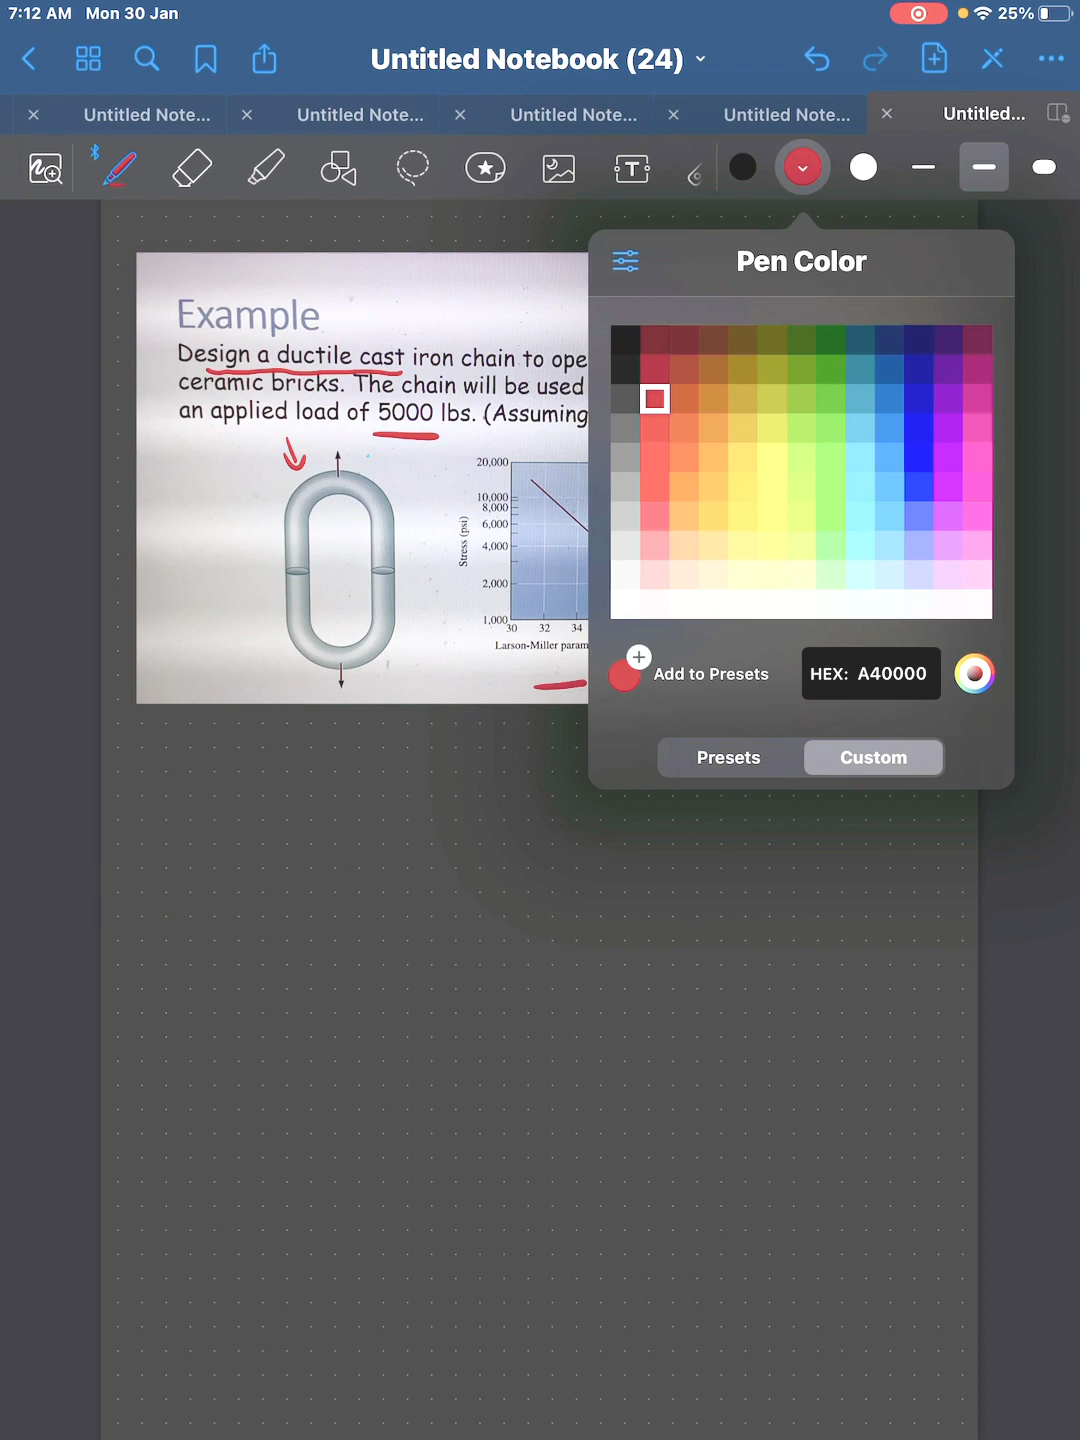 7:12 AM Mon 30 Jan
25%
Untitled Notebook (24)
Untitled Note...
Untitled Note...
Untitled Note...
Untitled Note...
Untitled...
T
Pen Color
Example
Design a ductile cast iron chain to ope
ceramic bricks. The chain will be used
an applied load of 5000 lbs. (Assuming
20,000
10,000
8,000
6,000
4,000
2,000
1,000
Stress (psi)
30 32 34
Larson-Miller param
Add to Presets
HEX: A40000
Presets
Custom